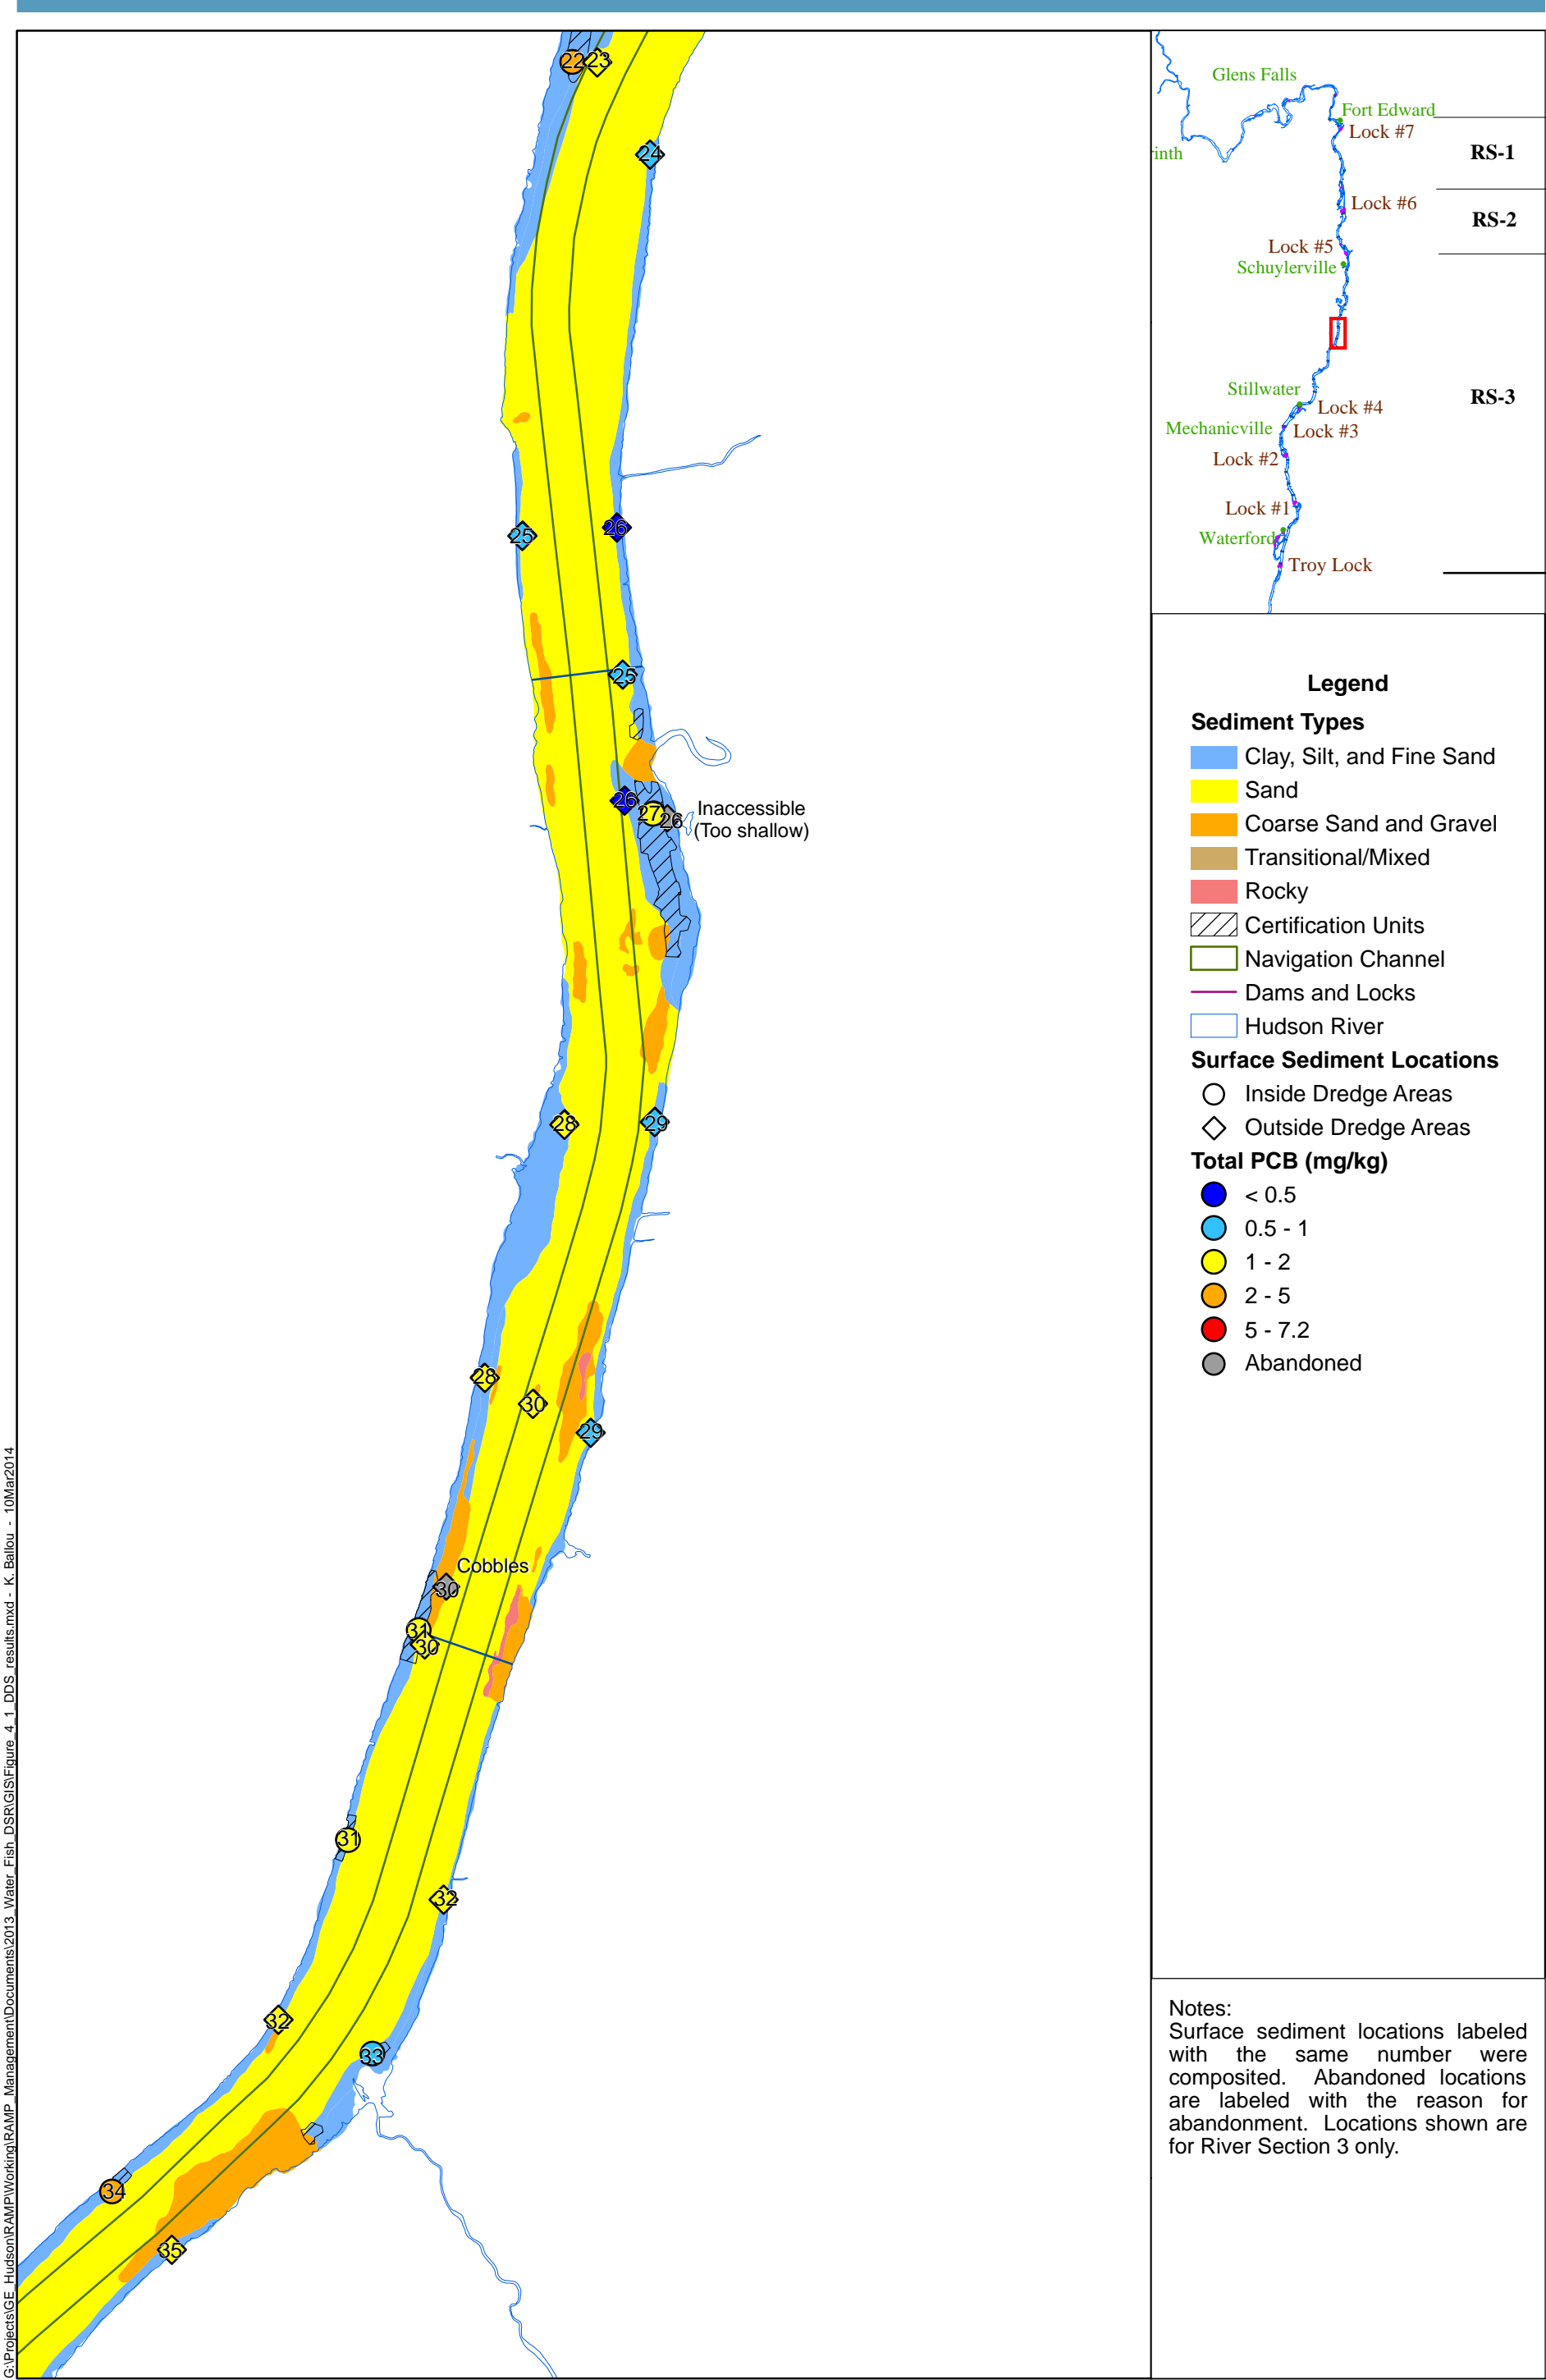 22
23
24
25
26
25
26
27
26
Inaccessible
(Too shallow)
28
29
28
30
29
Cobbles
30
31
30
31
32
32
33
34
35
G:\Projects\GE_Hudson\RAMP\Working\RAMP_Management\Documents\2013_Water_Fish_DSR\GIS\Figure_4_1_DDS_results.mxd - K. Ballou - 10Mar2014
Glens Falls
Fort Edward
Lock #7
rinth
RS-1
Lock #6
RS-2
Lock #5
Schuylerville
Stillwater
RS-3
Lock #4
Mechanicville
Lock #3
Lock #2
Lock #1
Waterford
Troy Lock
Legend
Sediment Types
Clay, Silt, and Fine Sand
Sand
Coarse Sand and Gravel
Transitional/Mixed
Rocky
Certification Units
Navigation Channel
Dams and Locks
Hudson River
Surface Sediment Locations
Inside Dredge Areas
Outside Dredge Areas
Total PCB (mg/kg)
< 0.5
0.5 - 1
1 - 2
2 - 5
5 - 7.2
Abandoned
Notes:
Surface sediment locations labeled
with the same number were
composited. Abandoned locations
are labeled with the reason for
abandonment. Locations shown are
for River Section 3 only.